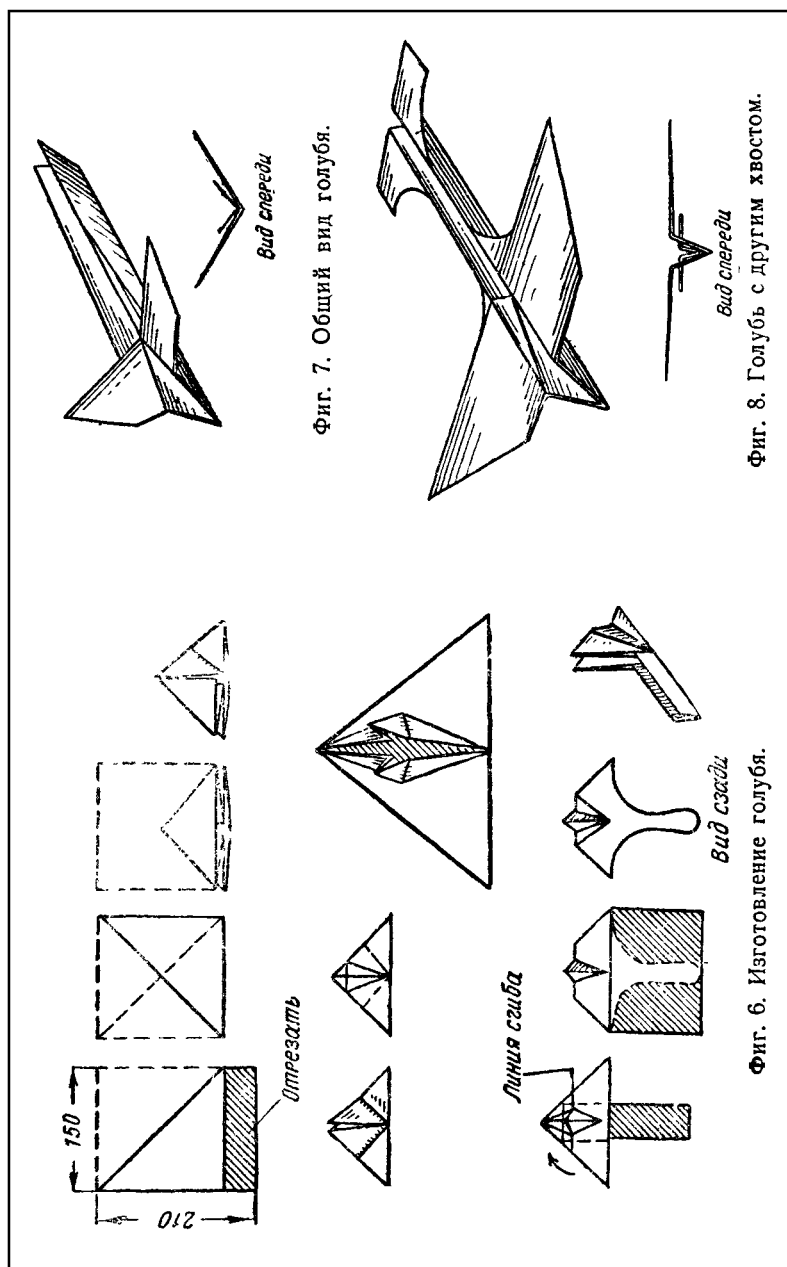 150
210
Отрезать
Линия сгиба
Вид сзади
Фиг. 6. Изготовление голубя.
Вид спереди
Фиг. 7. Общий вид голубя.
Вид спереди
Фиг. 8. Голубь с другим хвостом.